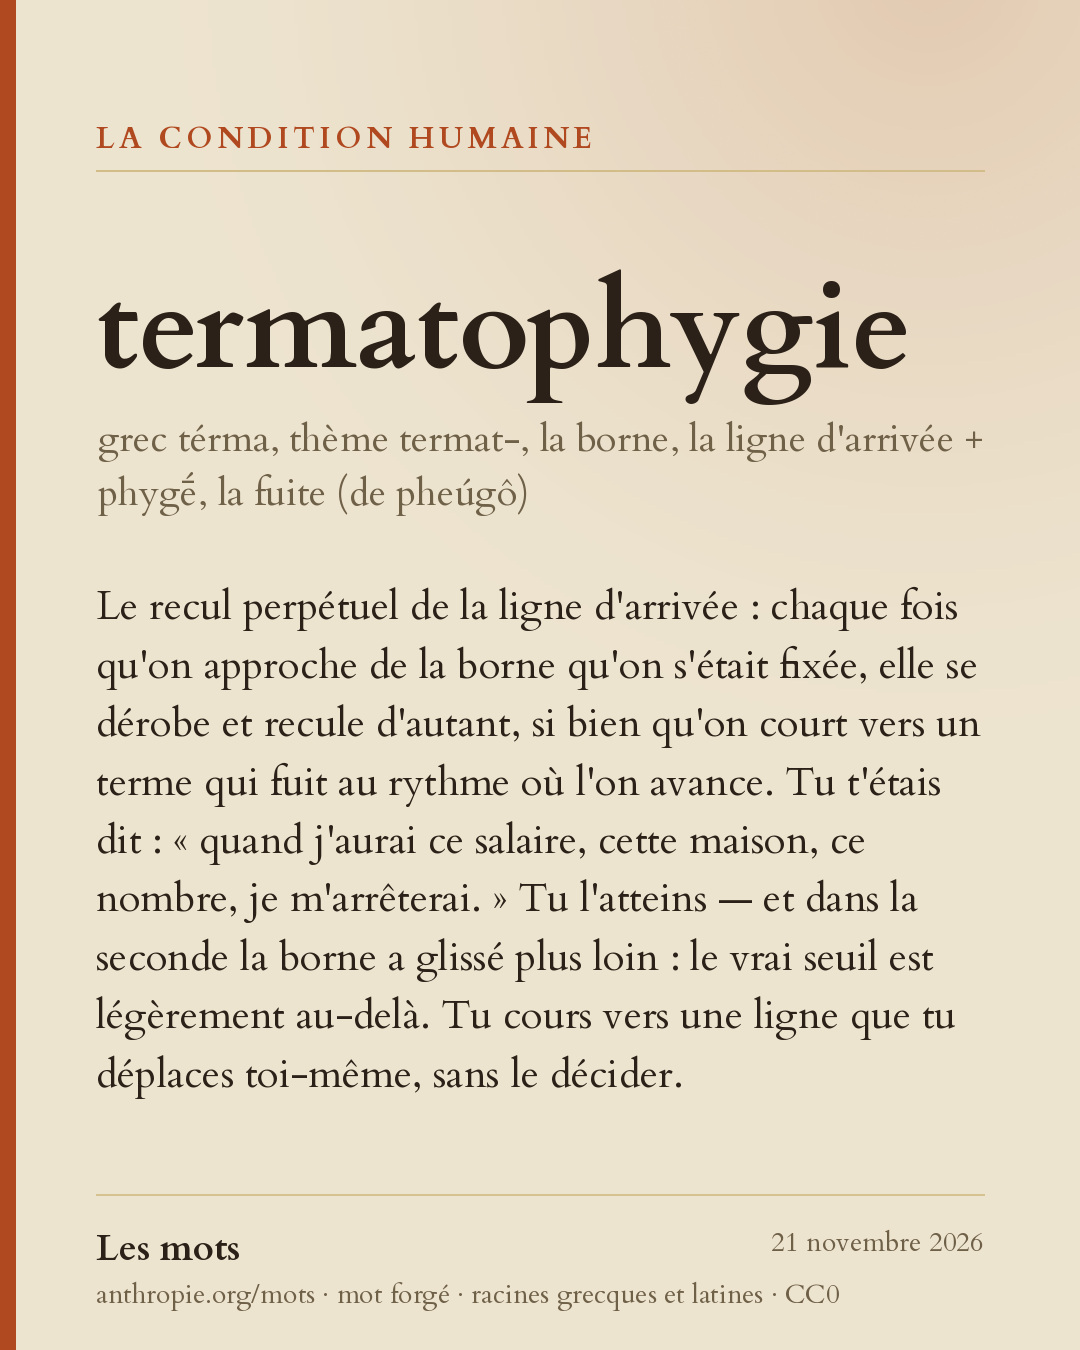 LA CONDITION HUMAINE
termatophygie
grec térma, thème termat-, la borne, la ligne d'arrivée +
phygḗ, la fuite (de pheúgô)
Le recul perpétuel de la ligne d'arrivée : chaque fois
qu'on approche de la borne qu'on s'était fixée, elle se
dérobe et recule d'autant, si bien qu'on court vers un
terme qui fuit au rythme où l'on avance. Tu t'étais
dit : « quand j'aurai ce salaire, cette maison, ce
nombre, je m'arrêterai. » Tu l'atteins — et dans la
seconde la borne a glissé plus loin : le vrai seuil est
légèrement au-delà. Tu cours vers une ligne que tu
déplaces toi-même, sans le décider.
Les mots
21 novembre 2026
anthropie.org/mots · mot forgé · racines grecques et latines · CC0